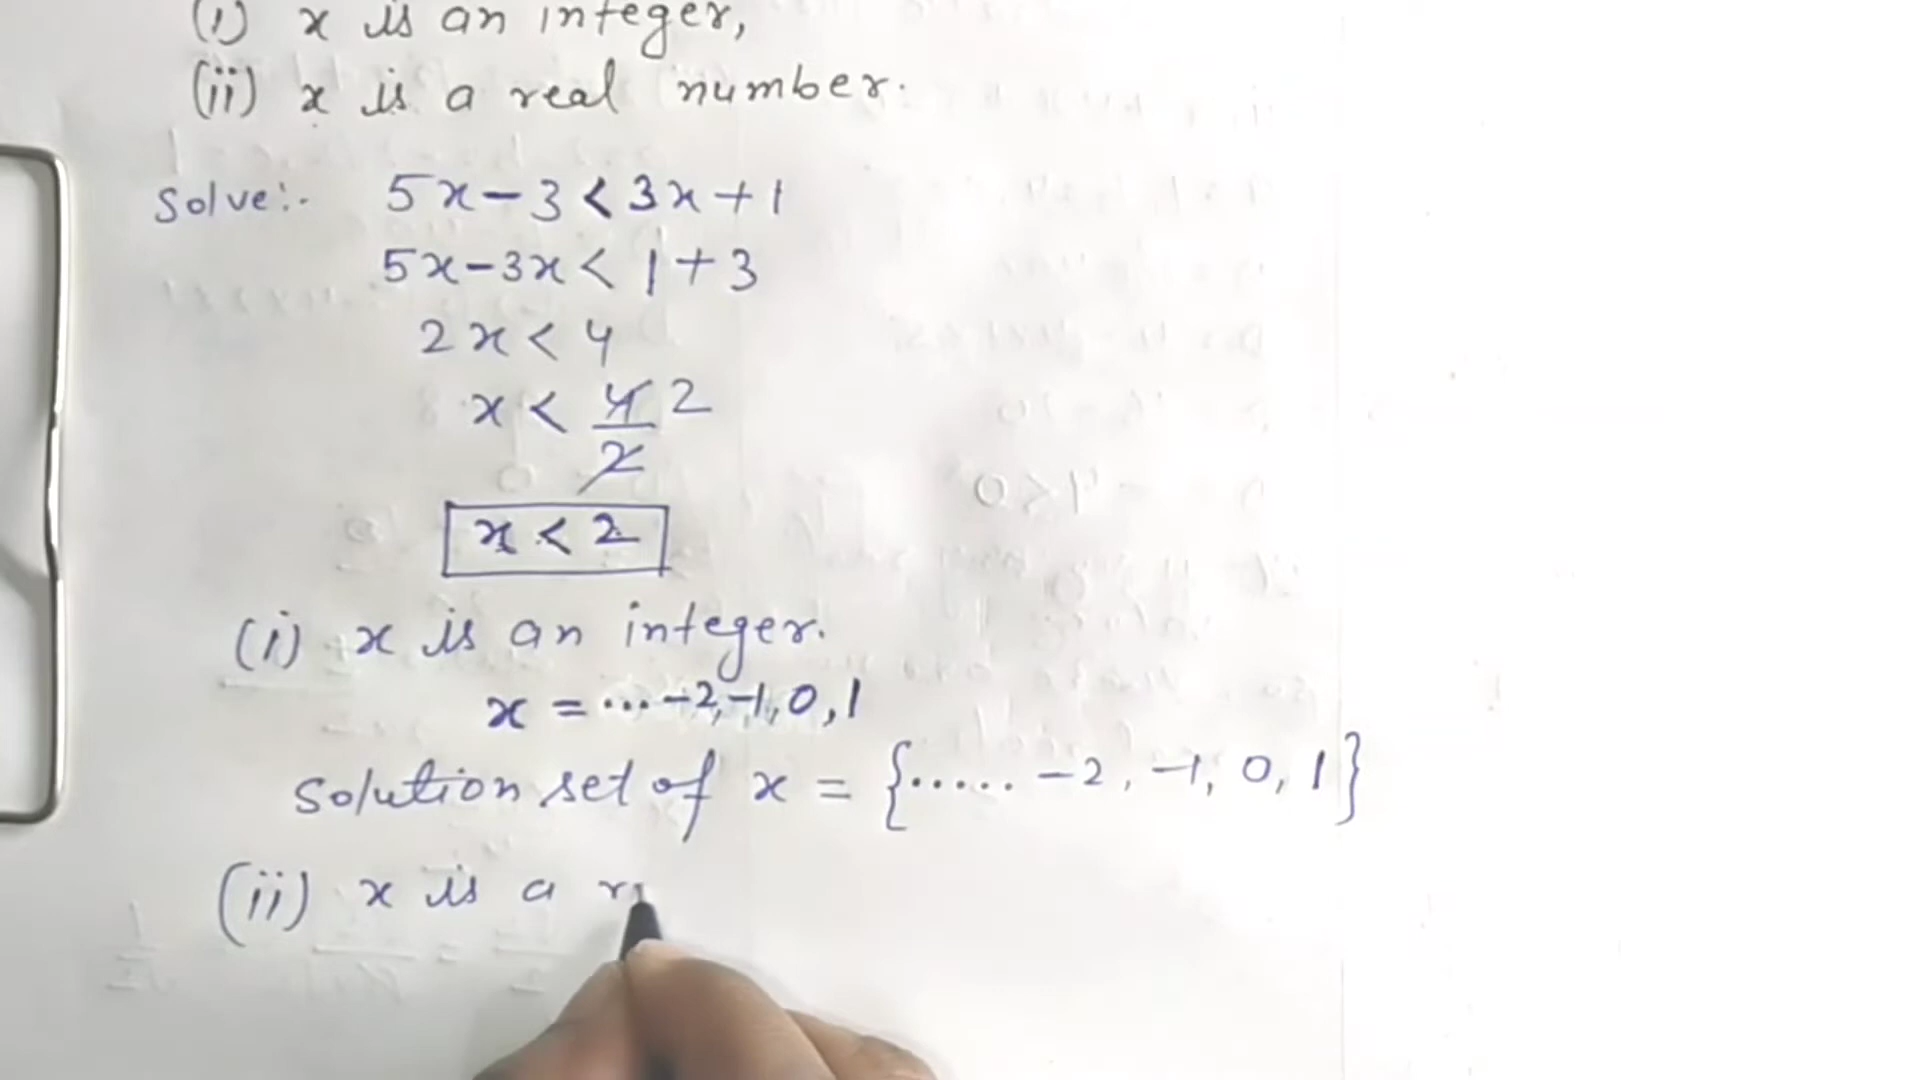 (i) x is an integer,
(ii) x is a real number.
Solve:- 5x-3<3x+1
5x-3x<1+3
2x<4
x<4/2 2
x<2
(i) x is an integer.
x = ...-2,-1,0,1
Solution set of x = {......-2, -1, 0, 1}
(ii) x is a r